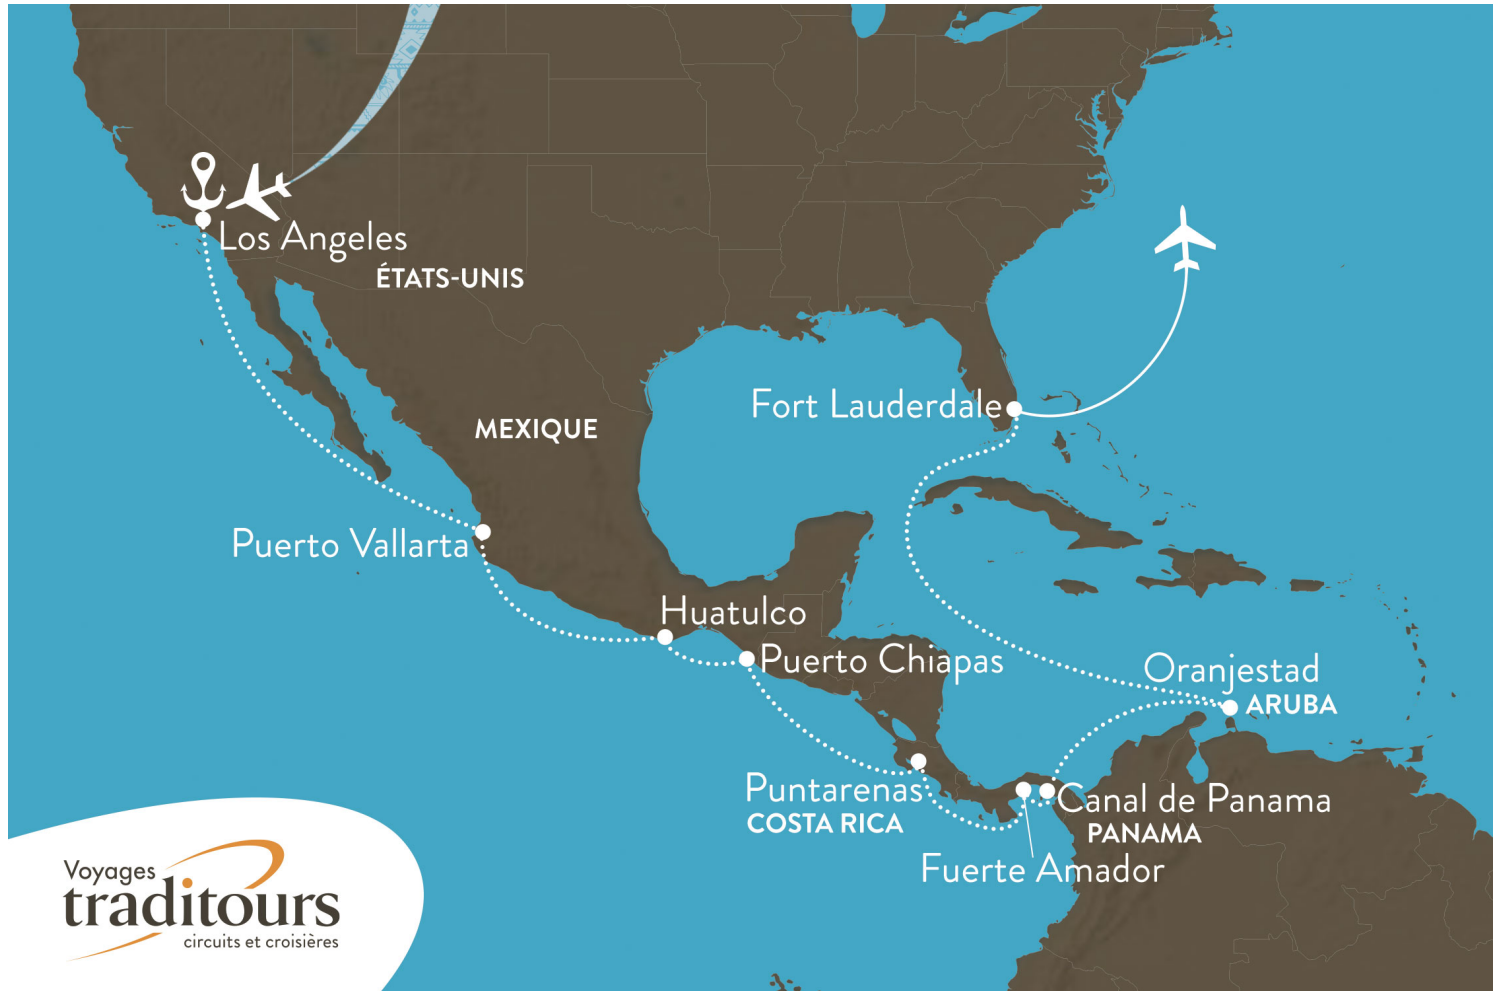 Los Angeles
ÉTATS-UNIS
Fort Lauderdale
MEXIQUE
Puerto Vallarta
Huatulco
Puerto Chiapas
Oranjestad
ARUBA
Puntarenas
COSTA RICA
Canal de Panama
PANAMA
Fuerte Amador
Voyages
traditours
circuits et croisières